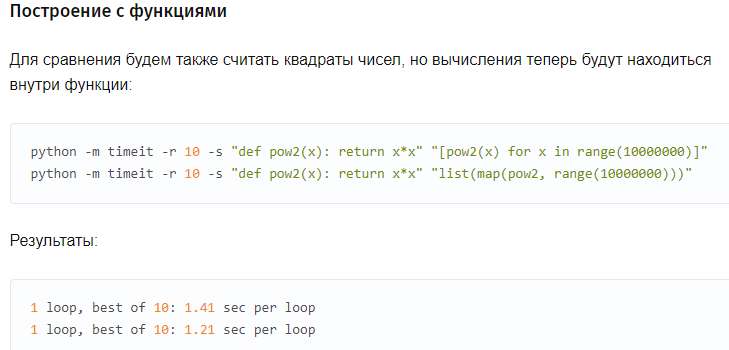 Построение с функциями
Для сравнения будем также считать квадраты чисел, но вычисления теперь будут находиться
внутри функции:
python -m timeit -r 10 -s "def pow2(x): return x*x" "[pow2(x) for x in range(10000000)]"
python -m timeit -r 10 -s "def pow2(x): return x*x" "list(map(pow2, range(10000000)))"
Результаты:
1 loop, best of 10: 1.41 sec per loop
1 loop, best of 10: 1.21 sec per loop